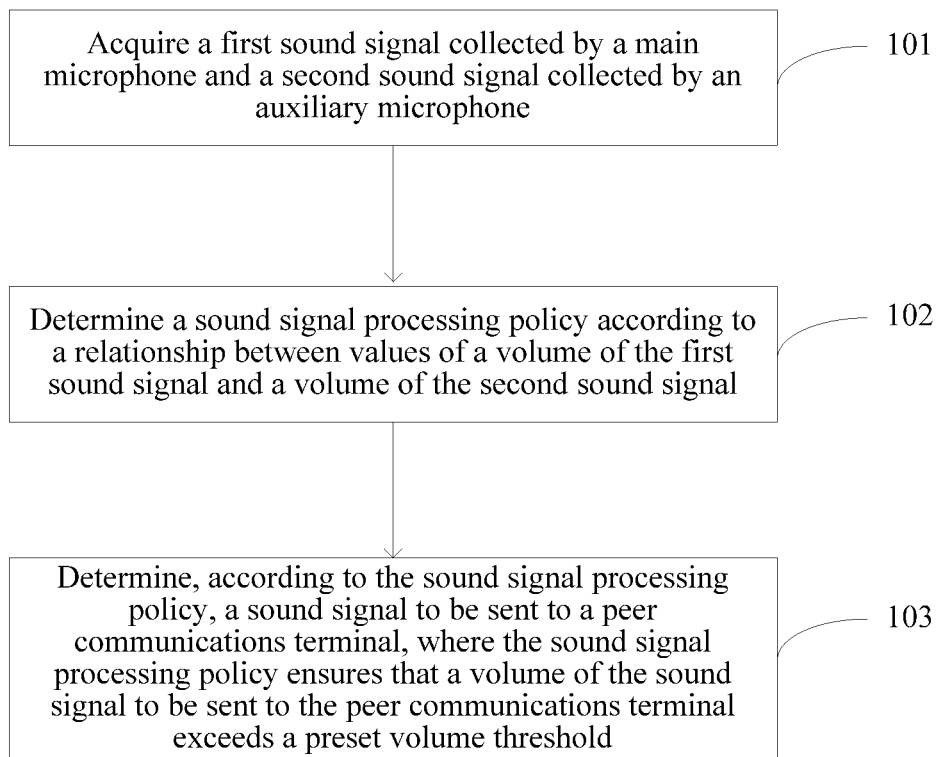 Acquire a first sound signal collected by a main
microphone and a second sound signal collected by an
auxiliary microphone
101
Determine a sound signal processing policy according to
a relationship between values of a volume of the first
sound signal and a volume of the second sound signal
102
Determine, according to the sound signal processing
policy, a sound signal to be sent to a peer
communications terminal, where the sound signal
processing policy ensures that a volume of the sound
signal to be sent to the peer communications terminal
exceeds a preset volume threshold
103